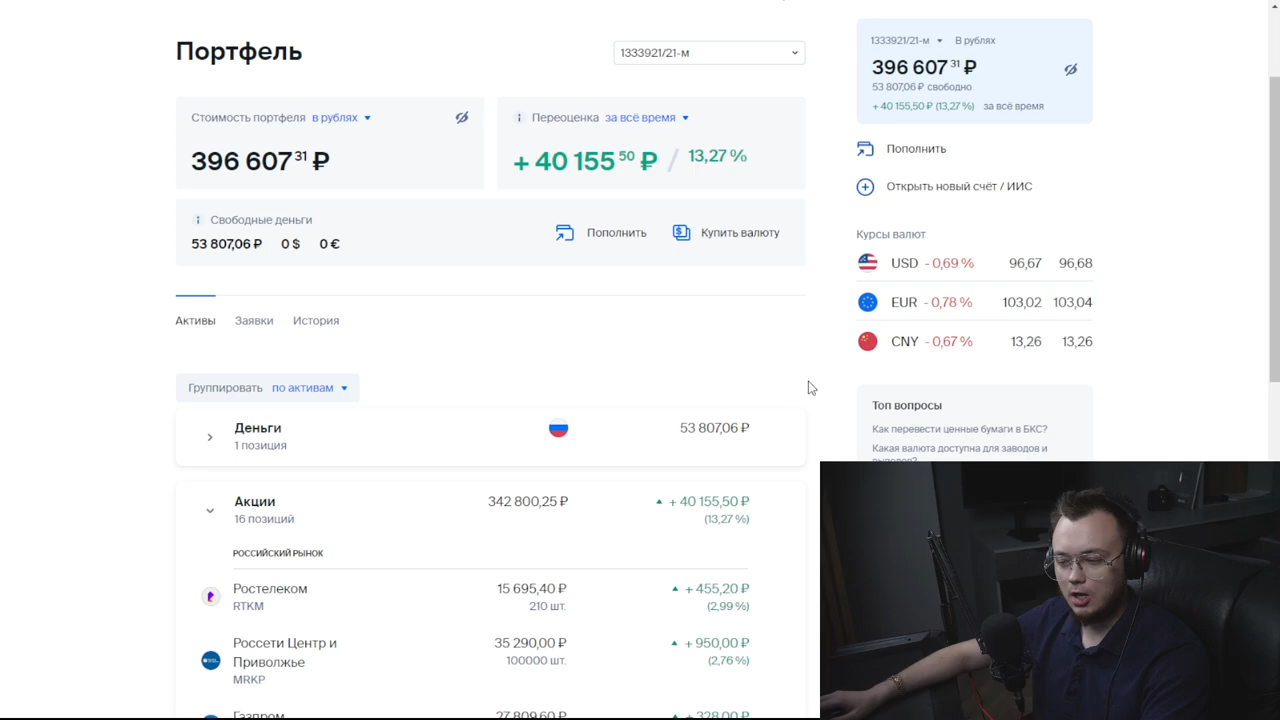 Портфель
1333921/21-м
Стоимость портфеля в рублях
396 607 31 ₽
Переоценка за всё время
+ 40 155 50 ₽ / 13,27 %
Свободные деньги
53 807,06 ₽ 0 $ 0 €
Пополнить
Купить валюту
Активы Заявки История
Группировать по активам
Деньги
1 позиция
53 807,06 ₽
Акции
16 позиций
342 800,25 ₽
+ 40 155,50 ₽
(13,27 %)
РОССИЙСКИЙ РЫНОК
Ростелеком
RTKM
15 695,40 ₽
210 шт.
+ 455,20 ₽
(2,99 %)
Россети Центр и
Приволжье
MRKP
35 290,00 ₽
100000 шт.
+ 950,00 ₽
(2,76 %)
Газпром
27 809,60 ₽
+ 328,00 ₽
1333921/21-м В рублях
396 607 31 ₽
53 807,06 ₽ свободно
+ 40 155,50 ₽ (13,27 %) за всё время
Пополнить
Открыть новый счёт / ИИС
Курсы валют
USD - 0,69 % 96,67 96,68
EUR - 0,78 % 103,02 103,04
CNY - 0,67 % 13,26 13,26
Топ вопросы
Как перевести ценные бумаги в БКС?
Какая валюта доступна для заводов и
выводов?